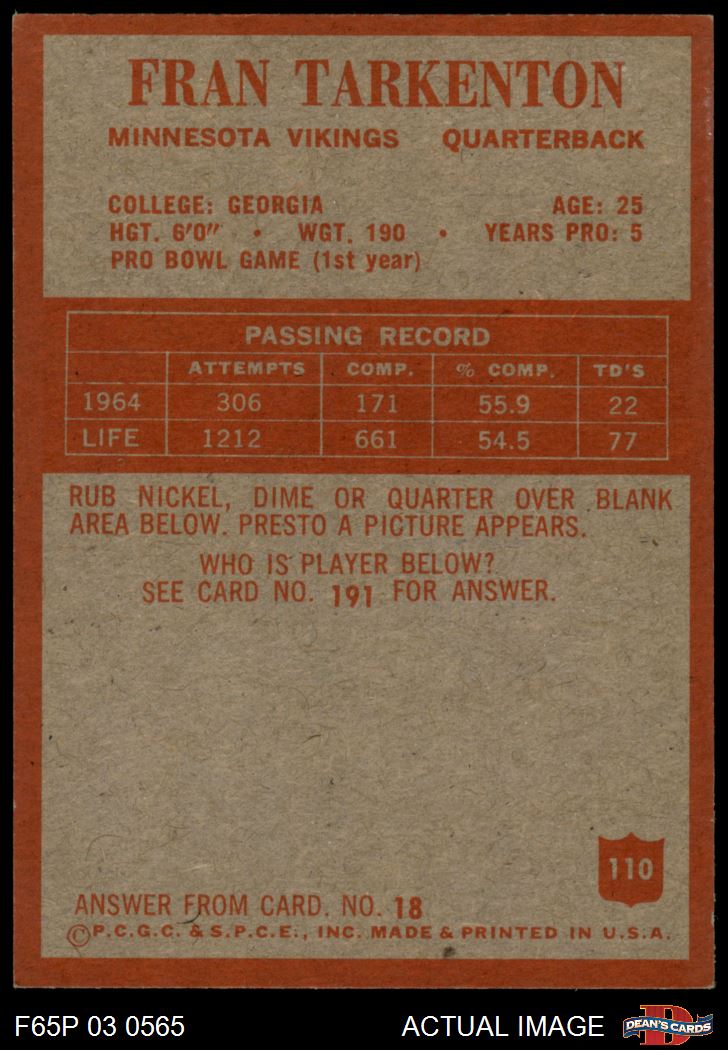 FRAN TARKENTON
MINNESOTA VIKINGS QUARTERBACK
COLLEGE: GEORGIA AGE: 25
HGT. 6'0" • WGT. 190 • YEARS PRO: 5
PRO BOWL GAME (1st year)
PASSING RECORD
ATTEMPTS COMP. % COMP. TD'S
1964 306 171 55.9 22
LIFE 1212 661 54.5 77
RUB NICKEL, DIME OR QUARTER OVER BLANK
AREA BELOW. PRESTO A PICTURE APPEARS.
WHO IS PLAYER BELOW?
SEE CARD NO. 191 FOR ANSWER.
110
ANSWER FROM CARD. NO. 18
©P.C.G.C. & S.P.C.E., INC. MADE & PRINTED IN U.S.A.
F65P 03 0565 ACTUAL IMAGE
D
DEAN'S CARDS